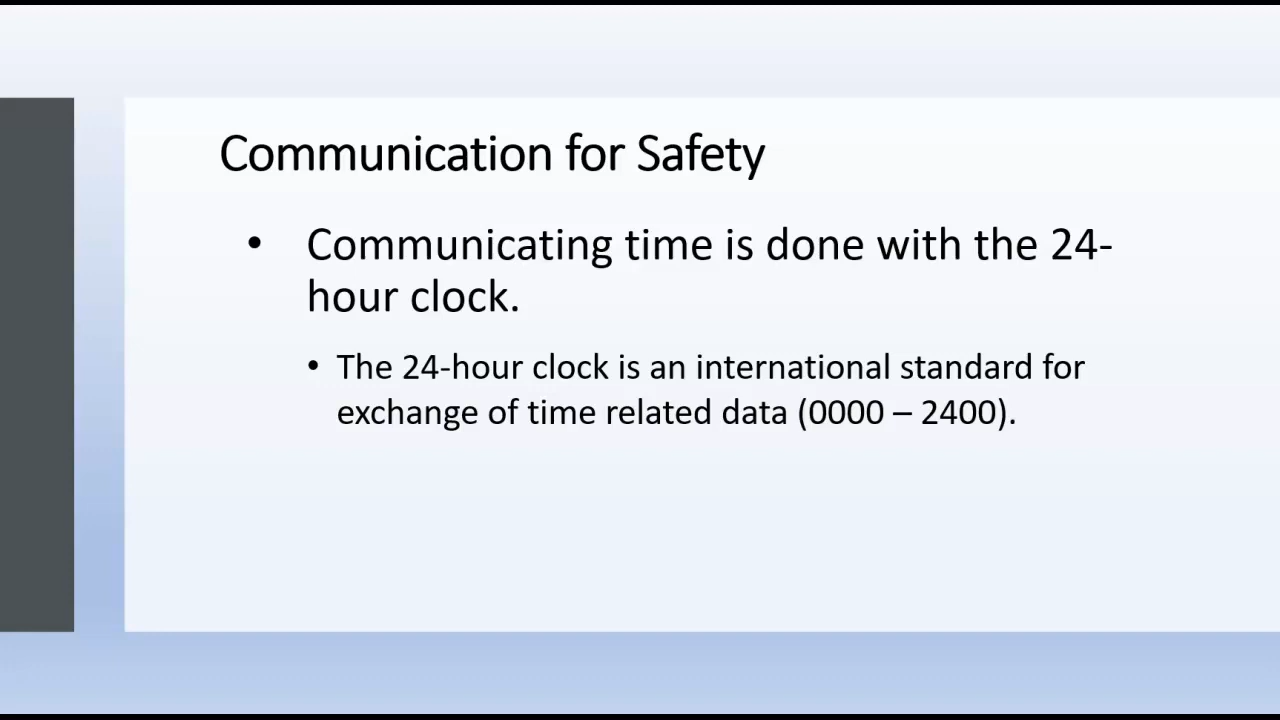 Communication for Safety
• Communicating time is done with the 24-
hour clock.
• The 24-hour clock is an international standard for
exchange of time related data (0000 – 2400).